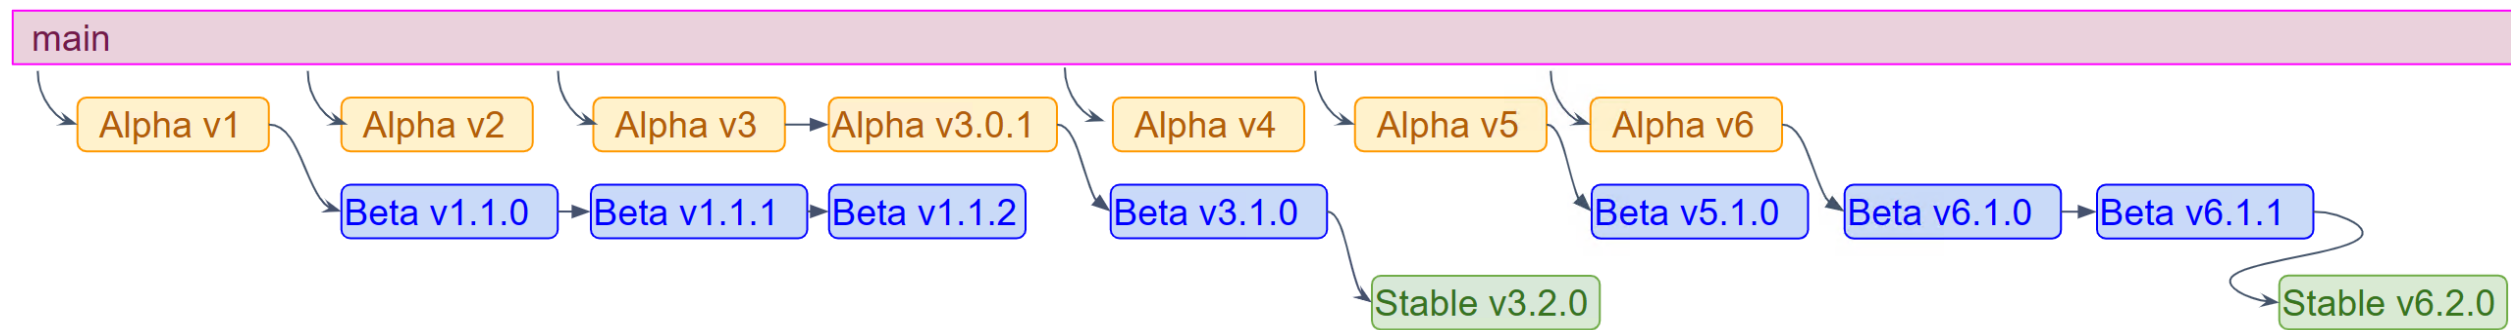 main
Alpha v1
Alpha v2
Alpha v3
Alpha v3.0.1
Alpha v4
Alpha v5
Alpha v6
Beta v1.1.0
Beta v1.1.1
Beta v1.1.2
Beta v3.1.0
Beta v5.1.0
Beta v6.1.0
Beta v6.1.1
Stable v3.2.0
Stable v6.2.0